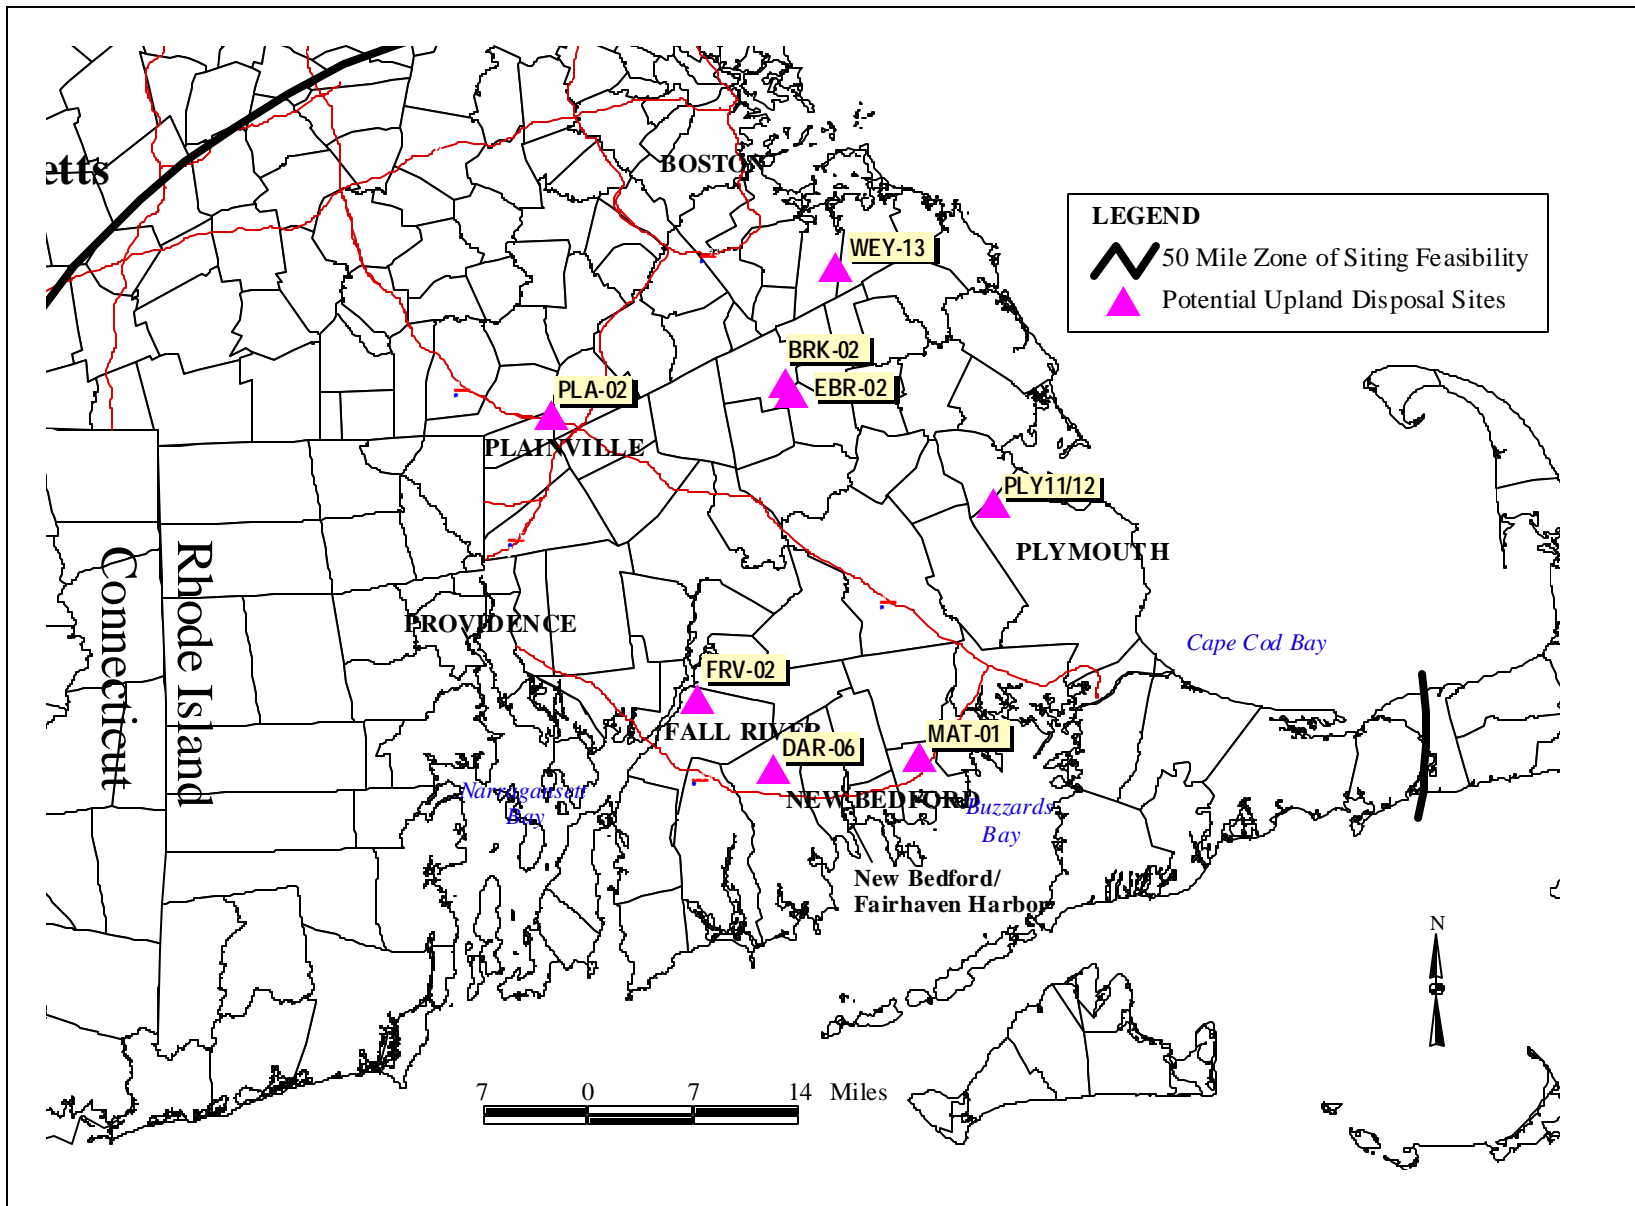 BOSTON
etts
LEGEND
50 Mile Zone of Siting Feasibility
Potential Upland Disposal Sites
WEY-13
BRK-02
EBR-02
PLA-02
PLAINVILLE
PLY11/12
PLYMOUTH
Connecticut
Rhode Island
PROVIDENCE
Cape Cod Bay
FRV-02
FALL RIVER
DAR-06
MAT-01
Narragansett
Bay
NEW BEDFORD
Buzzards
Bay
New Bedford/
Fairhaven Harbor
N
7 0 7 14 Miles